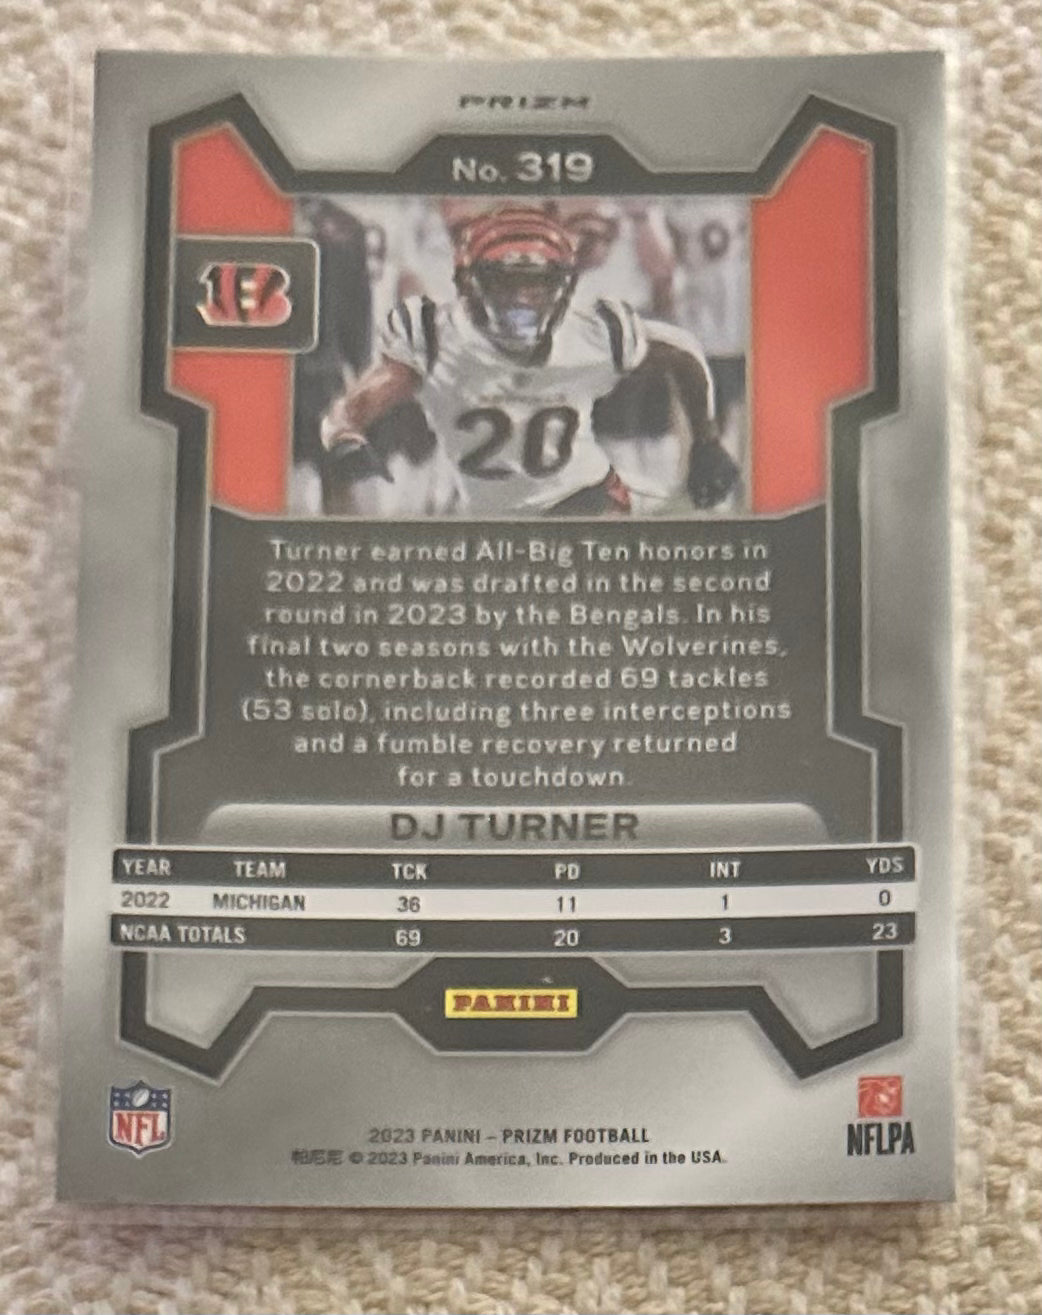 PRIZM
No. 319
B
20
Turner earned All-Big Ten honors in
2022 and was drafted in the second
round in 2023 by the Bengals. In his
final two seasons with the Wolverines,
the cornerback recorded 69 tackles
(53 solo), including three interceptions
and a fumble recovery returned
for a touchdown.
DJ TURNER
YEAR TEAM TCK PD INT YDS
2022 MICHIGAN 36 11 1 0
NCAA TOTALS 69 20 3 23
PANINI
NFL
NFLPA
2023 PANINI – PRIZM FOOTBALL
帕尼尼 © 2023 Panini America, Inc. Produced in the USA.